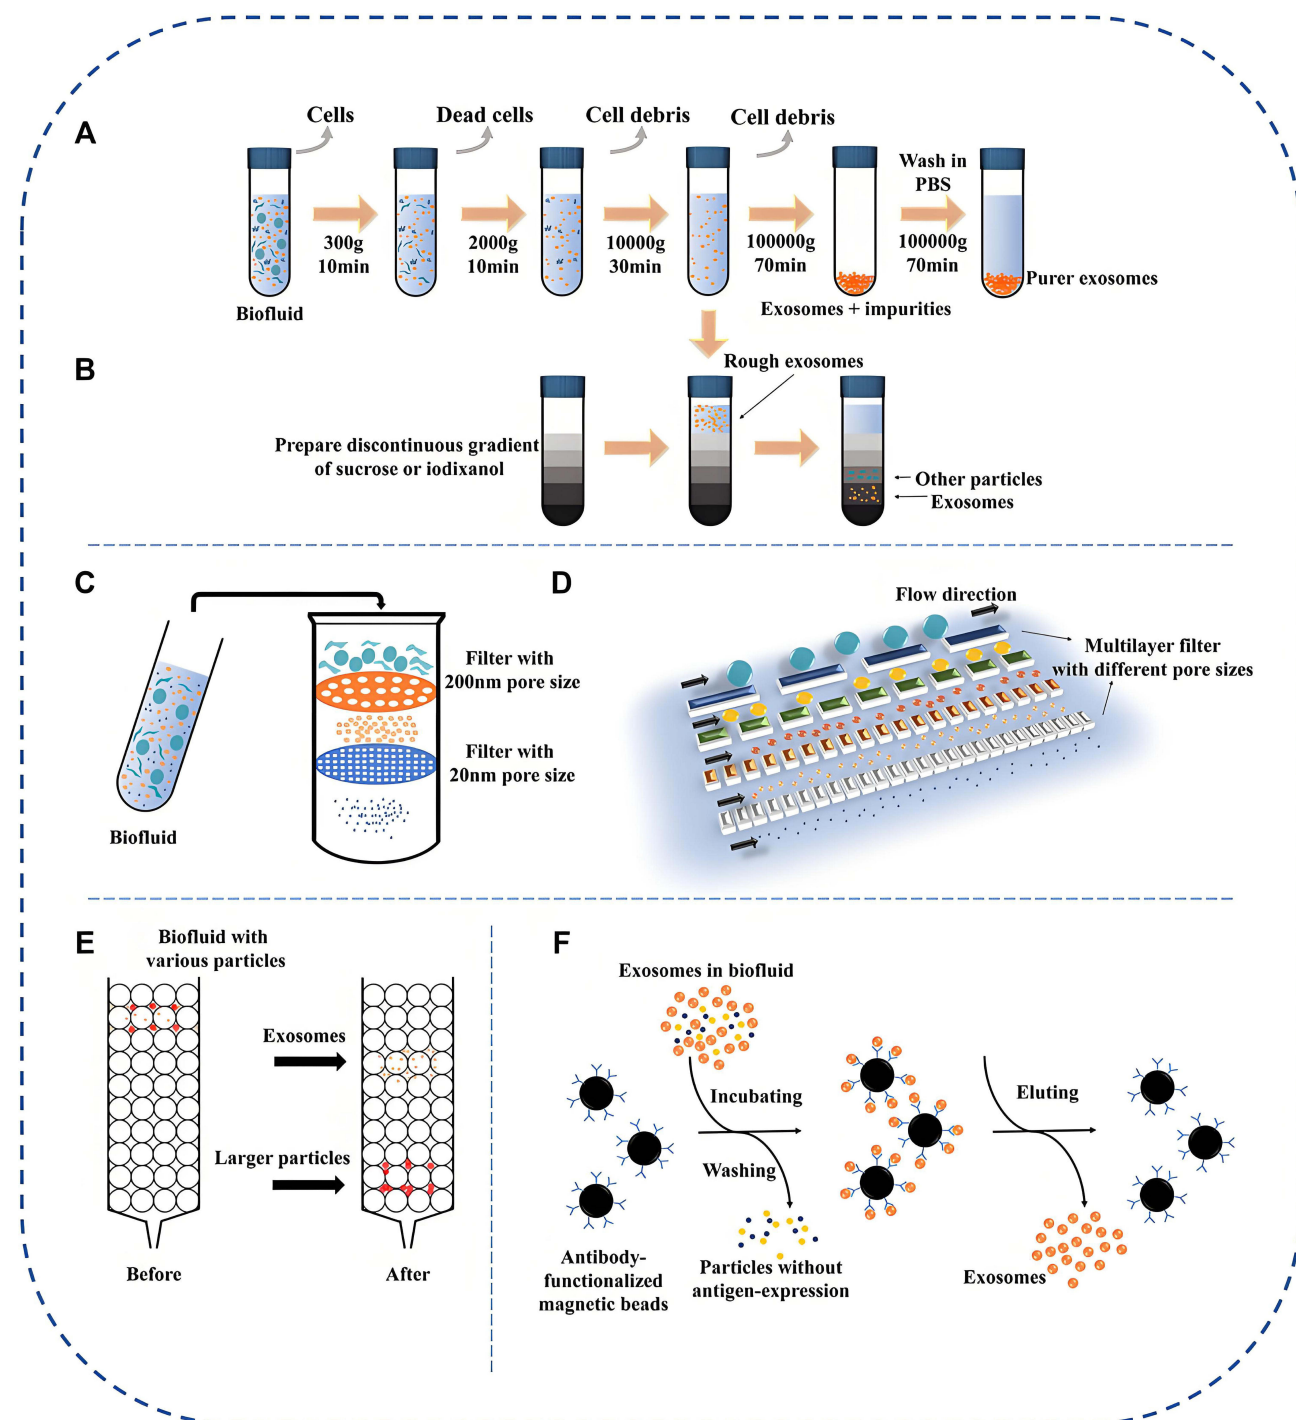 A
Cells
Dead cells
Cell debris
Cell debris
Wash in
PBS
300g
10min
2000g
10min
10000g
30min
100000g
70min
100000g
70min
Biofluid
Exosomes + impurities
Purer exosomes
B
Rough exosomes
Prepare discontinuous gradient
of sucrose or iodixanol
Other particles
Exosomes
C
Filter with
200nm pore size
Filter with
20nm pore size
Biofluid
D
Flow direction
Multilayer filter
with different pore sizes
E
Biofluid with
various particles
Exosomes
Larger particles
Before
After
F
Exosomes in biofluid
Incubating
Washing
Eluting
Antibody-
functionalized
magnetic beads
Particles without
antigen-expression
Exosomes